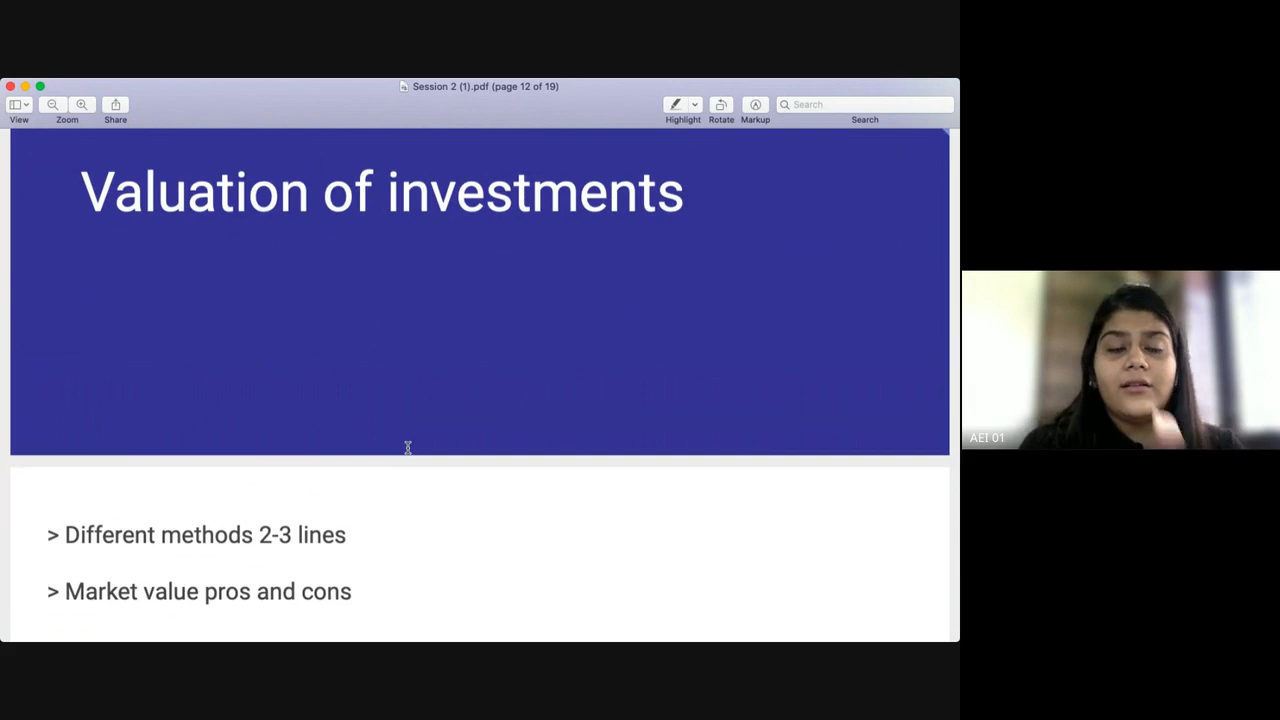 Session 2 (1).pdf (page 12 of 19)
View
Zoom
Share
Highlight
Rotate
Markup
Search
Search
Valuation of investments
> Different methods 2-3 lines
> Market value pros and cons
AEI 01